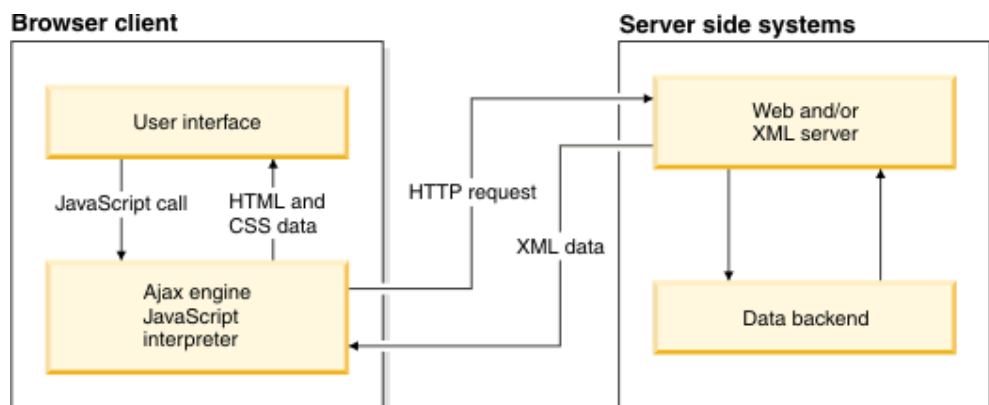 Browser client
Server side systems
User interface
JavaScript call
HTML and
CSS data
Ajax engine
JavaScript
interpreter
HTTP request
XML data
Web and/or
XML server
Data backend